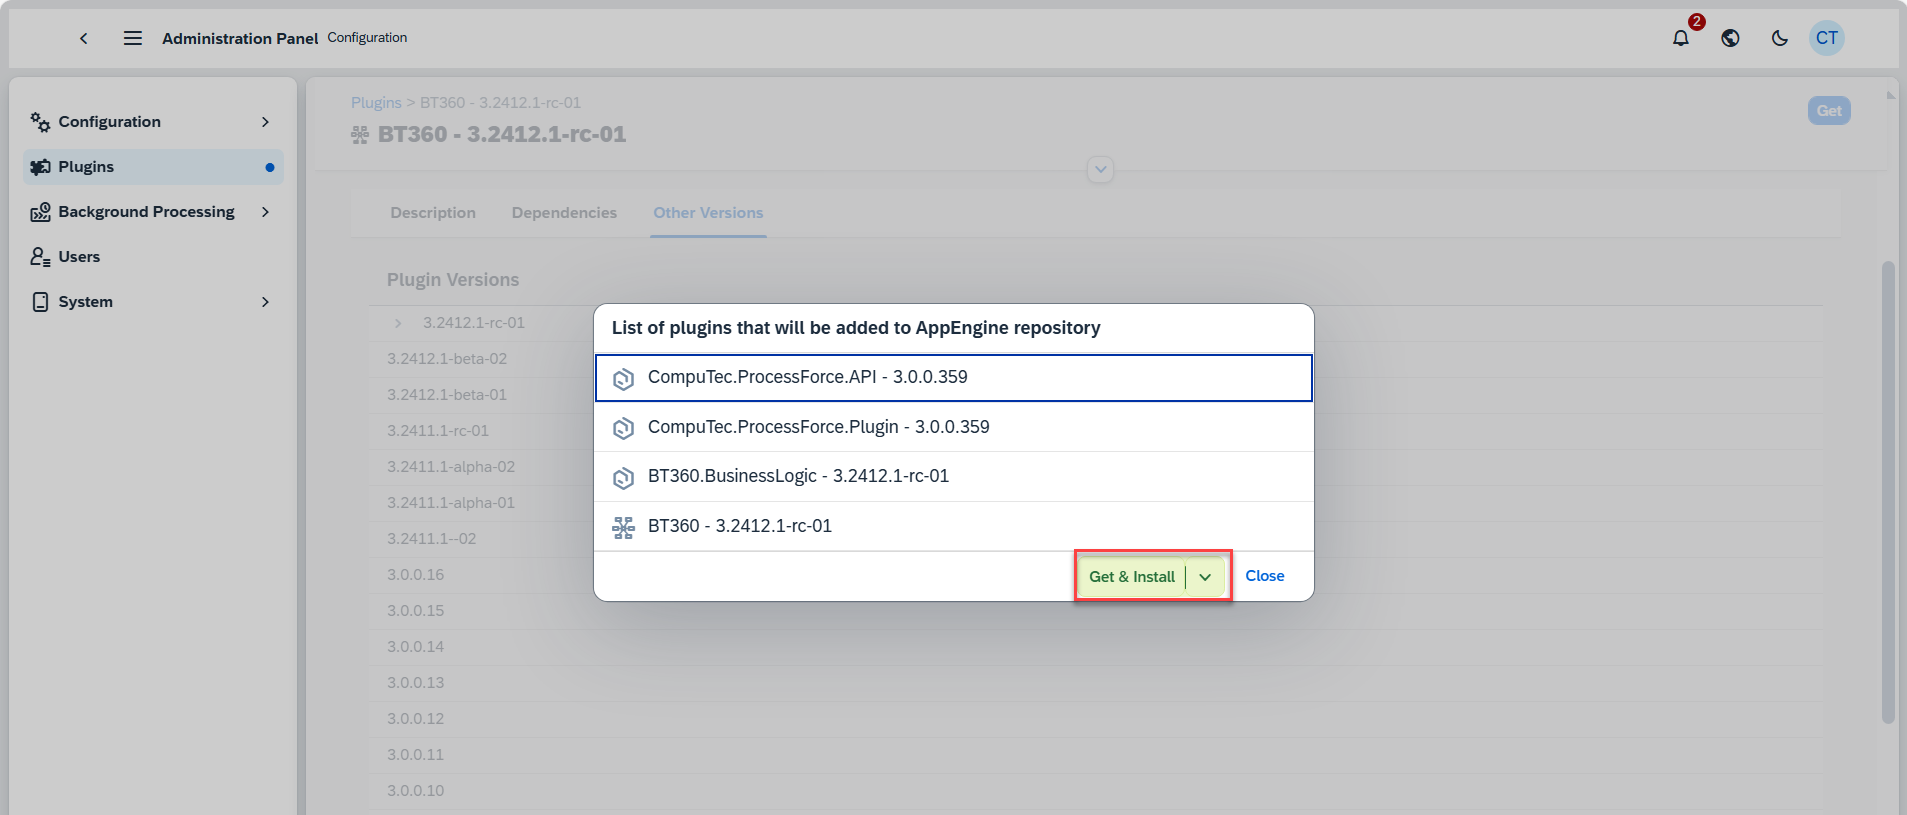 Administration Panel Configuration
2
CT
Configuration
Plugins
Background Processing
Users
System
Plugins > BT360 - 3.2412.1-rc-01
Get
BT360 - 3.2412.1-rc-01
Description Dependencies Other Versions
Plugin Versions
3.2412.1-rc-01
3.2412.1-beta-02
3.2412.1-beta-01
3.2411.1-rc-01
3.2411.1-alpha-02
3.2411.1-alpha-01
3.2411.1--02
3.0.0.16
3.0.0.15
3.0.0.14
3.0.0.13
3.0.0.12
3.0.0.11
3.0.0.10
List of plugins that will be added to AppEngine repository
CompuTec.ProcessForce.API - 3.0.0.359
CompuTec.ProcessForce.Plugin - 3.0.0.359
BT360.BusinessLogic - 3.2412.1-rc-01
BT360 - 3.2412.1-rc-01
Get & Install Close